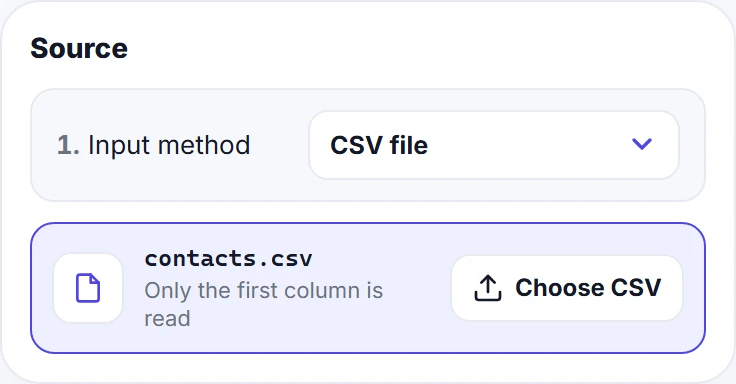 Source
1. Input method
CSV file
contacts.csv
Only the first column is
read
Choose CSV